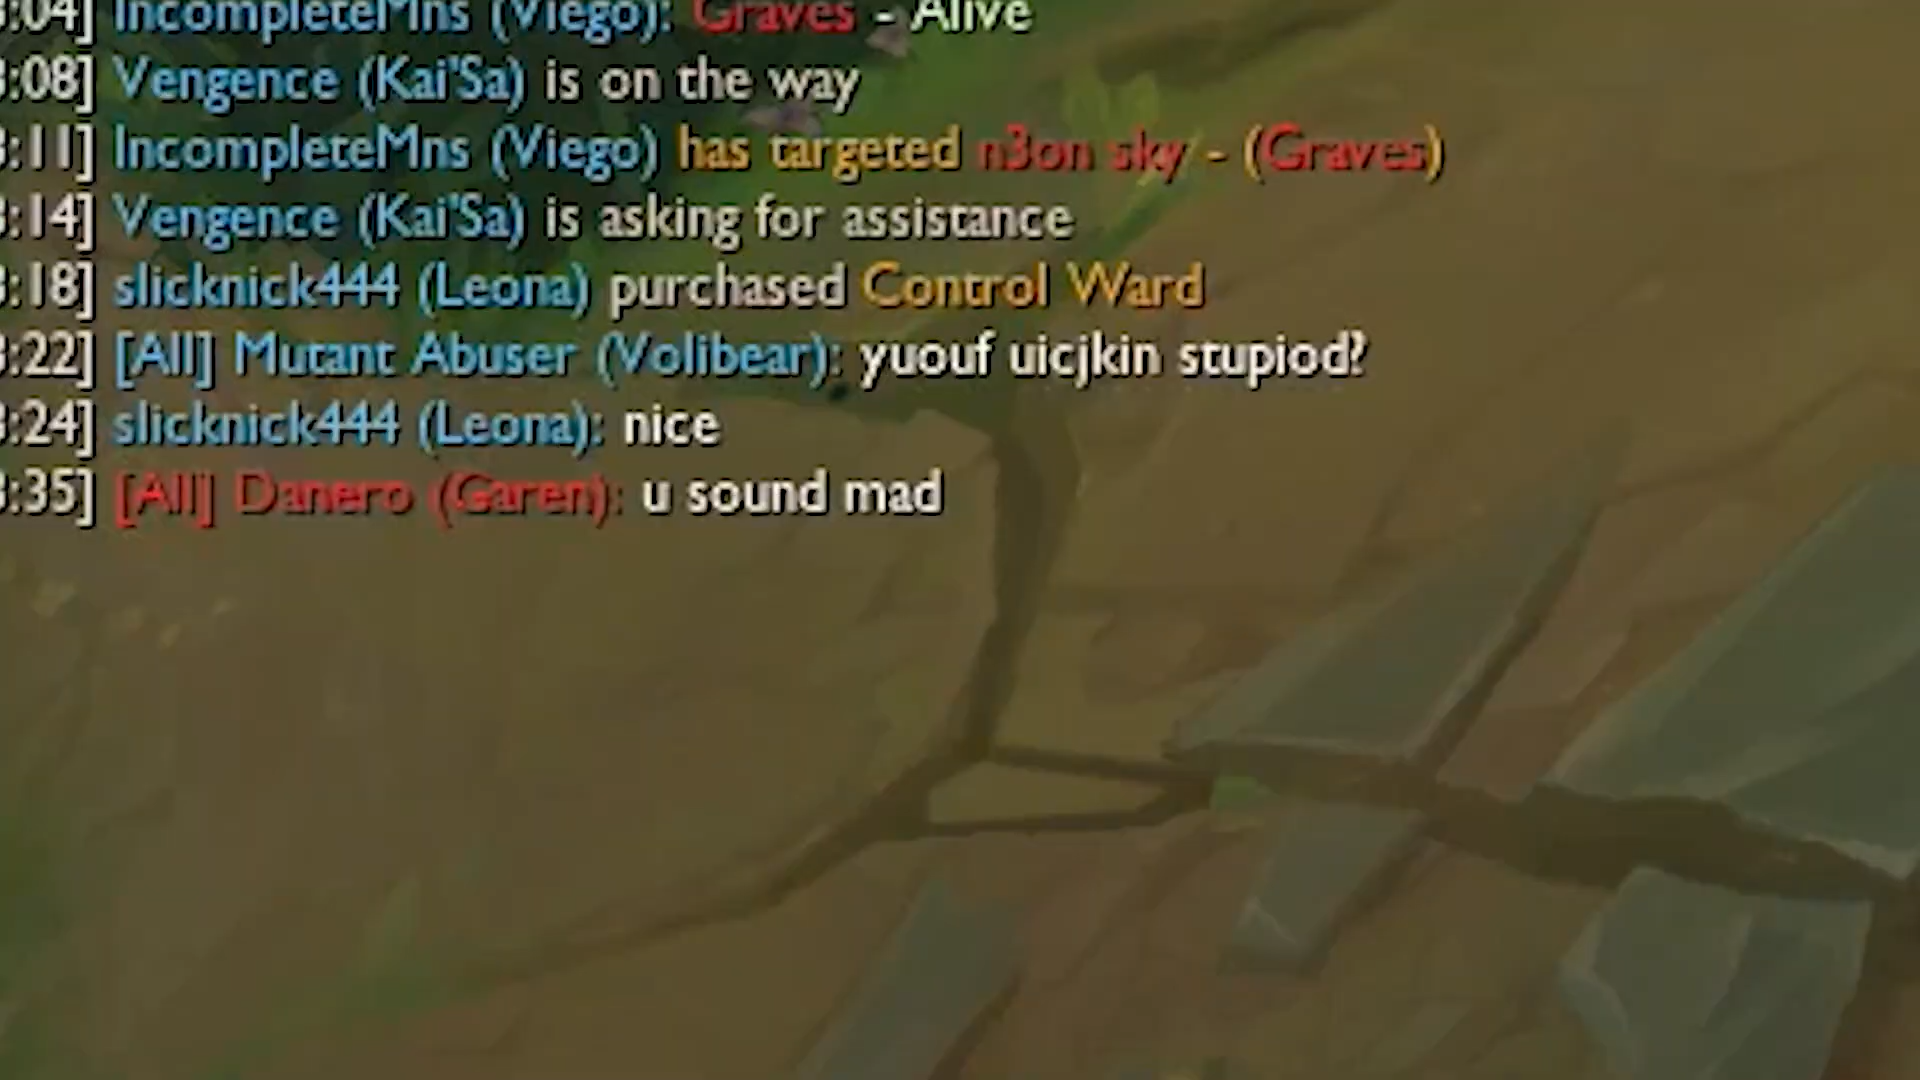 :04] IncompleteMns (Viego): Graves - Alive
:08] Vengence (Kai'Sa) is on the way
:11] IncompleteMns (Viego) has targeted n3on sky - (Graves)
:14] Vengence (Kai'Sa) is asking for assistance
:18] slicknick444 (Leona) purchased Control Ward
:22] [All] Mutant Abuser (Volibear): yuouf uicjkin stupiod?
:24] slicknick444 (Leona): nice
:35] [All] Danero (Garen): u sound mad